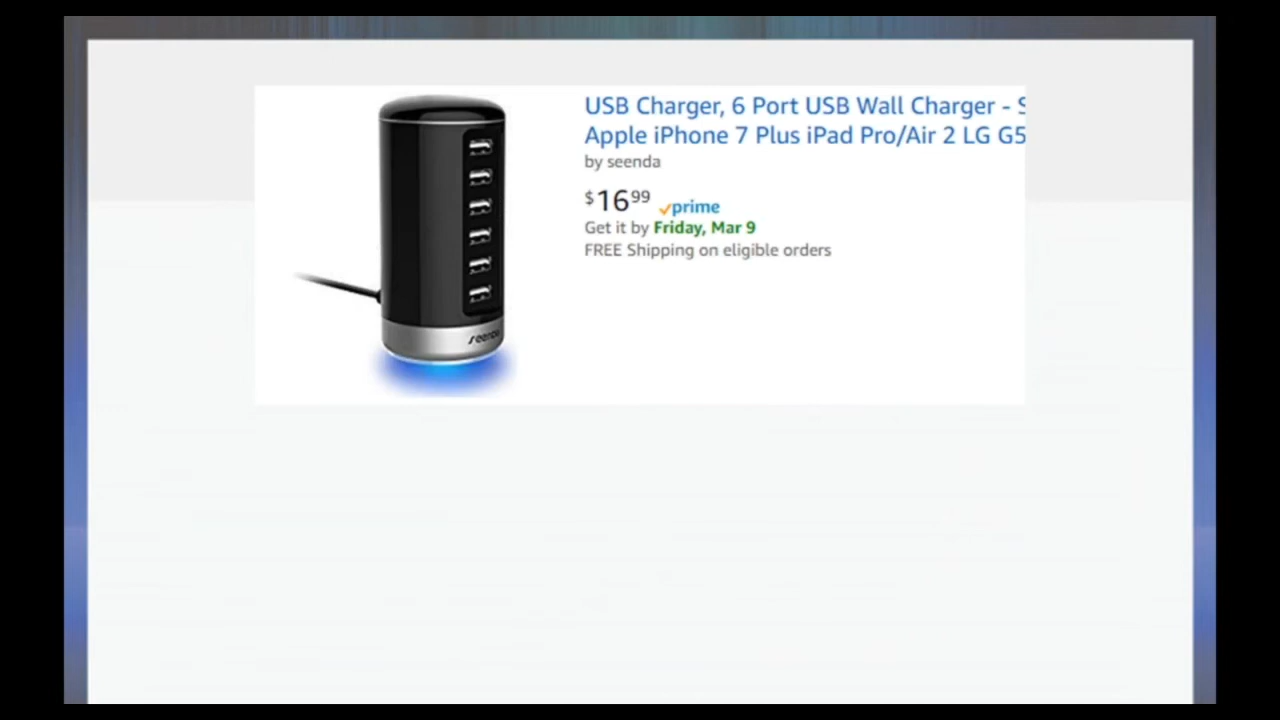 USB Charger, 6 Port USB Wall Charger -
Apple iPhone 7 Plus iPad Pro/Air 2 LG G5
by seenda
$16.99 prime
Get it by Friday, Mar 9
FREE Shipping on eligible orders
seenda